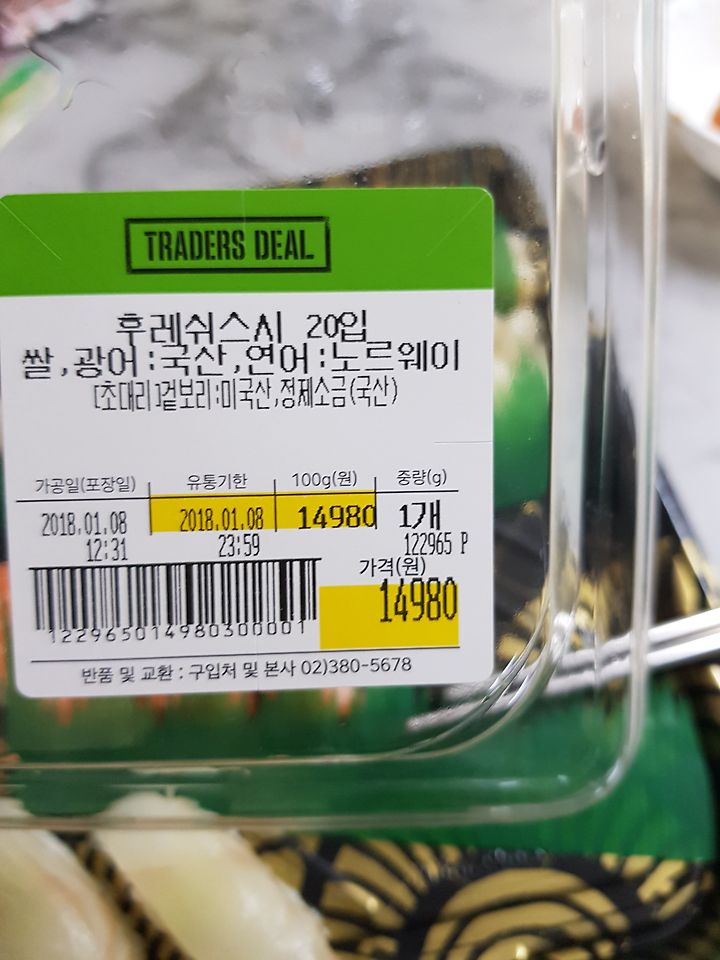 TRADERS DEAL
후레쉬스시 20입
쌀,광어:국산,연어:노르웨이
[초대리]겉보리:미국산,정제소금(국산)
가공일(포장일) 유통기한 100g(원) 중량(g)
2018.01.08 2018.01.08 14980 1개
12:31 23:59 122965 P
가격(원)
14980
122965014980300001
반품 및 교환 : 구입처 및 본사 02)380-5678